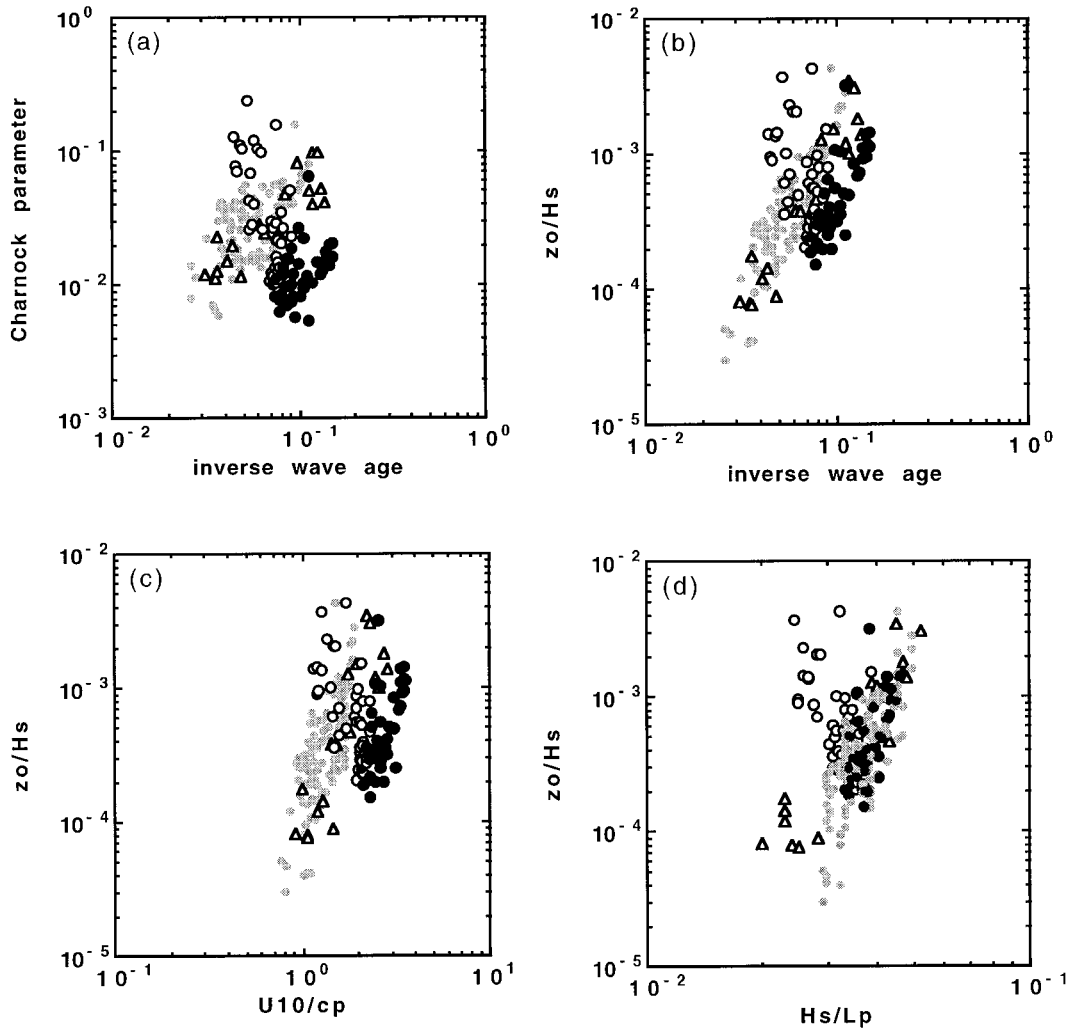 (a)
10^0
10^-1
10^-2
10^-3
Charnock parameter
10^-2 10^-1 10^0
inverse wave age
(b)
10^-2
10^-3
10^-4
10^-5
zo/Hs
10^-2 10^-1 10^0
inverse wave age
(c)
10^-2
10^-3
10^-4
10^-5
zo/Hs
10^-1 10^0 10^1
U10/cp
(d)
10^-2
10^-3
10^-4
10^-5
zo/Hs
10^-2 10^-1
Hs/Lp